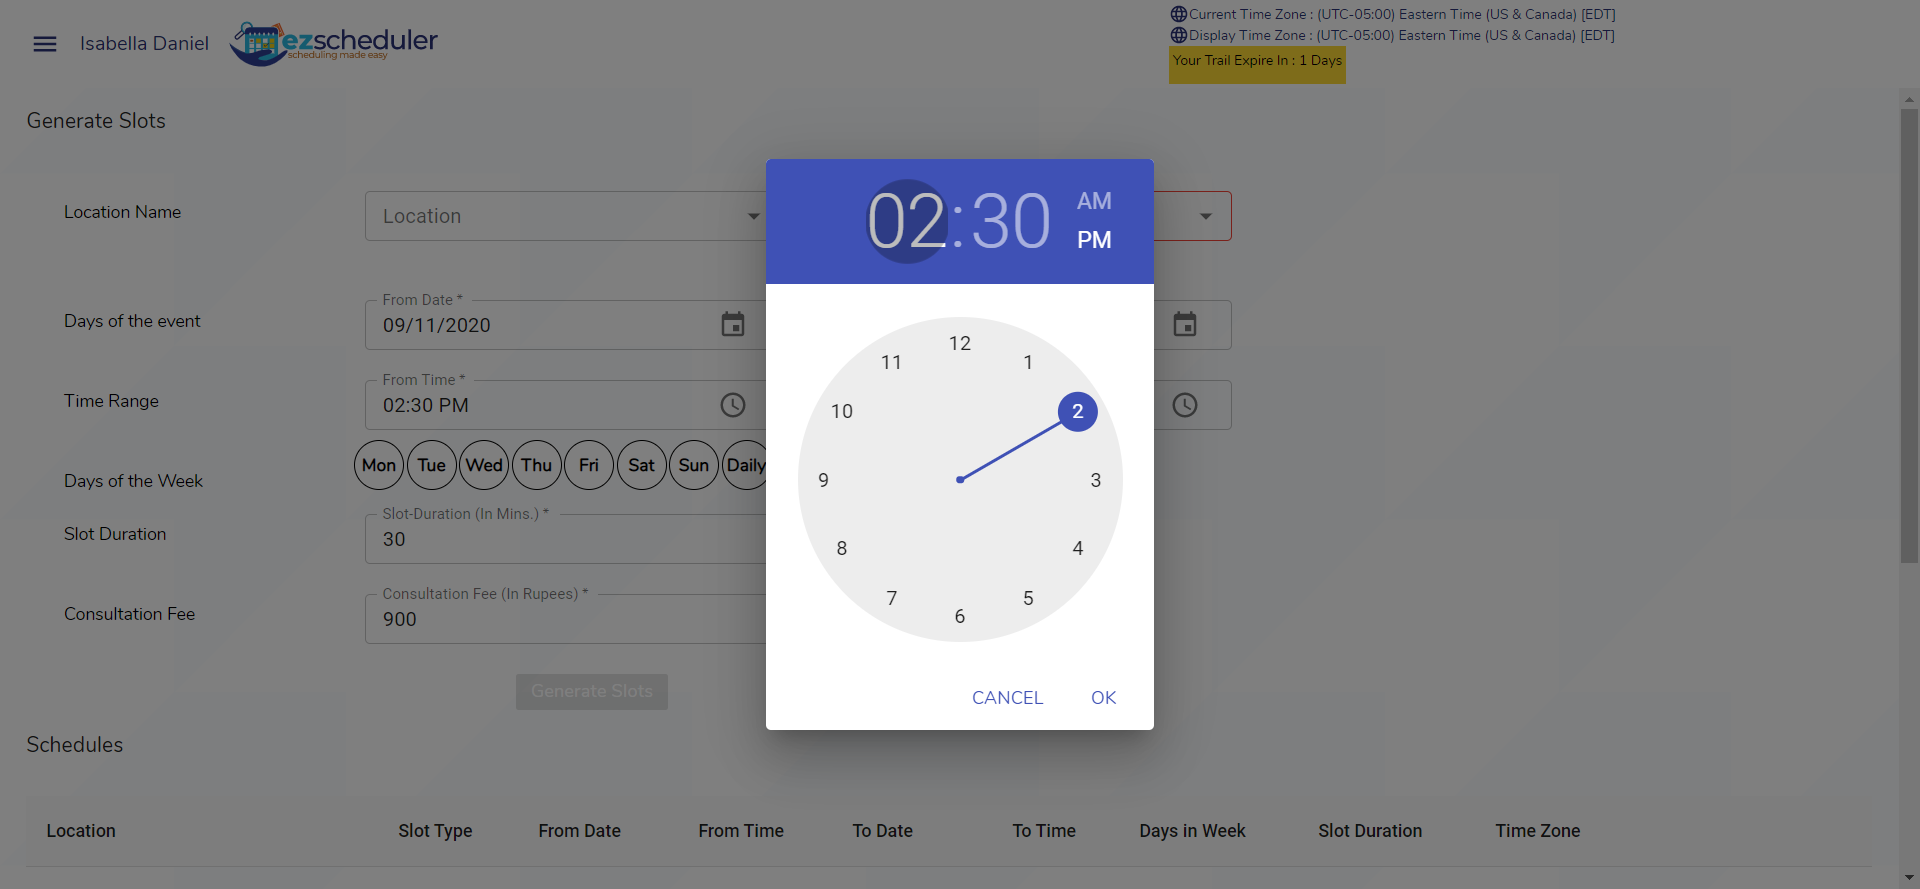 Isabella Daniel
ezscheduler
scheduling made easy
Current Time Zone : (UTC-05:00) Eastern Time (US & Canada) [EDT]
Display Time Zone : (UTC-05:00) Eastern Time (US & Canada) [EDT]
Your Trail Expire In : 1 Days
Generate Slots
Location Name
Location
Days of the event
From Date *
09/11/2020
Time Range
From Time *
02:30 PM
Days of the Week
Mon Tue Wed Thu Fri Sat Sun Daily
Slot Duration
Slot-Duration (In Mins.) *
30
Consultation Fee
Consultation Fee (In Rupees) *
900
Generate Slots
02:30
AM
PM
12
11 1
10 2
9 3
8 4
7 5
6
CANCEL OK
Schedules
Location Slot Type From Date From Time To Date To Time Days in Week Slot Duration Time Zone